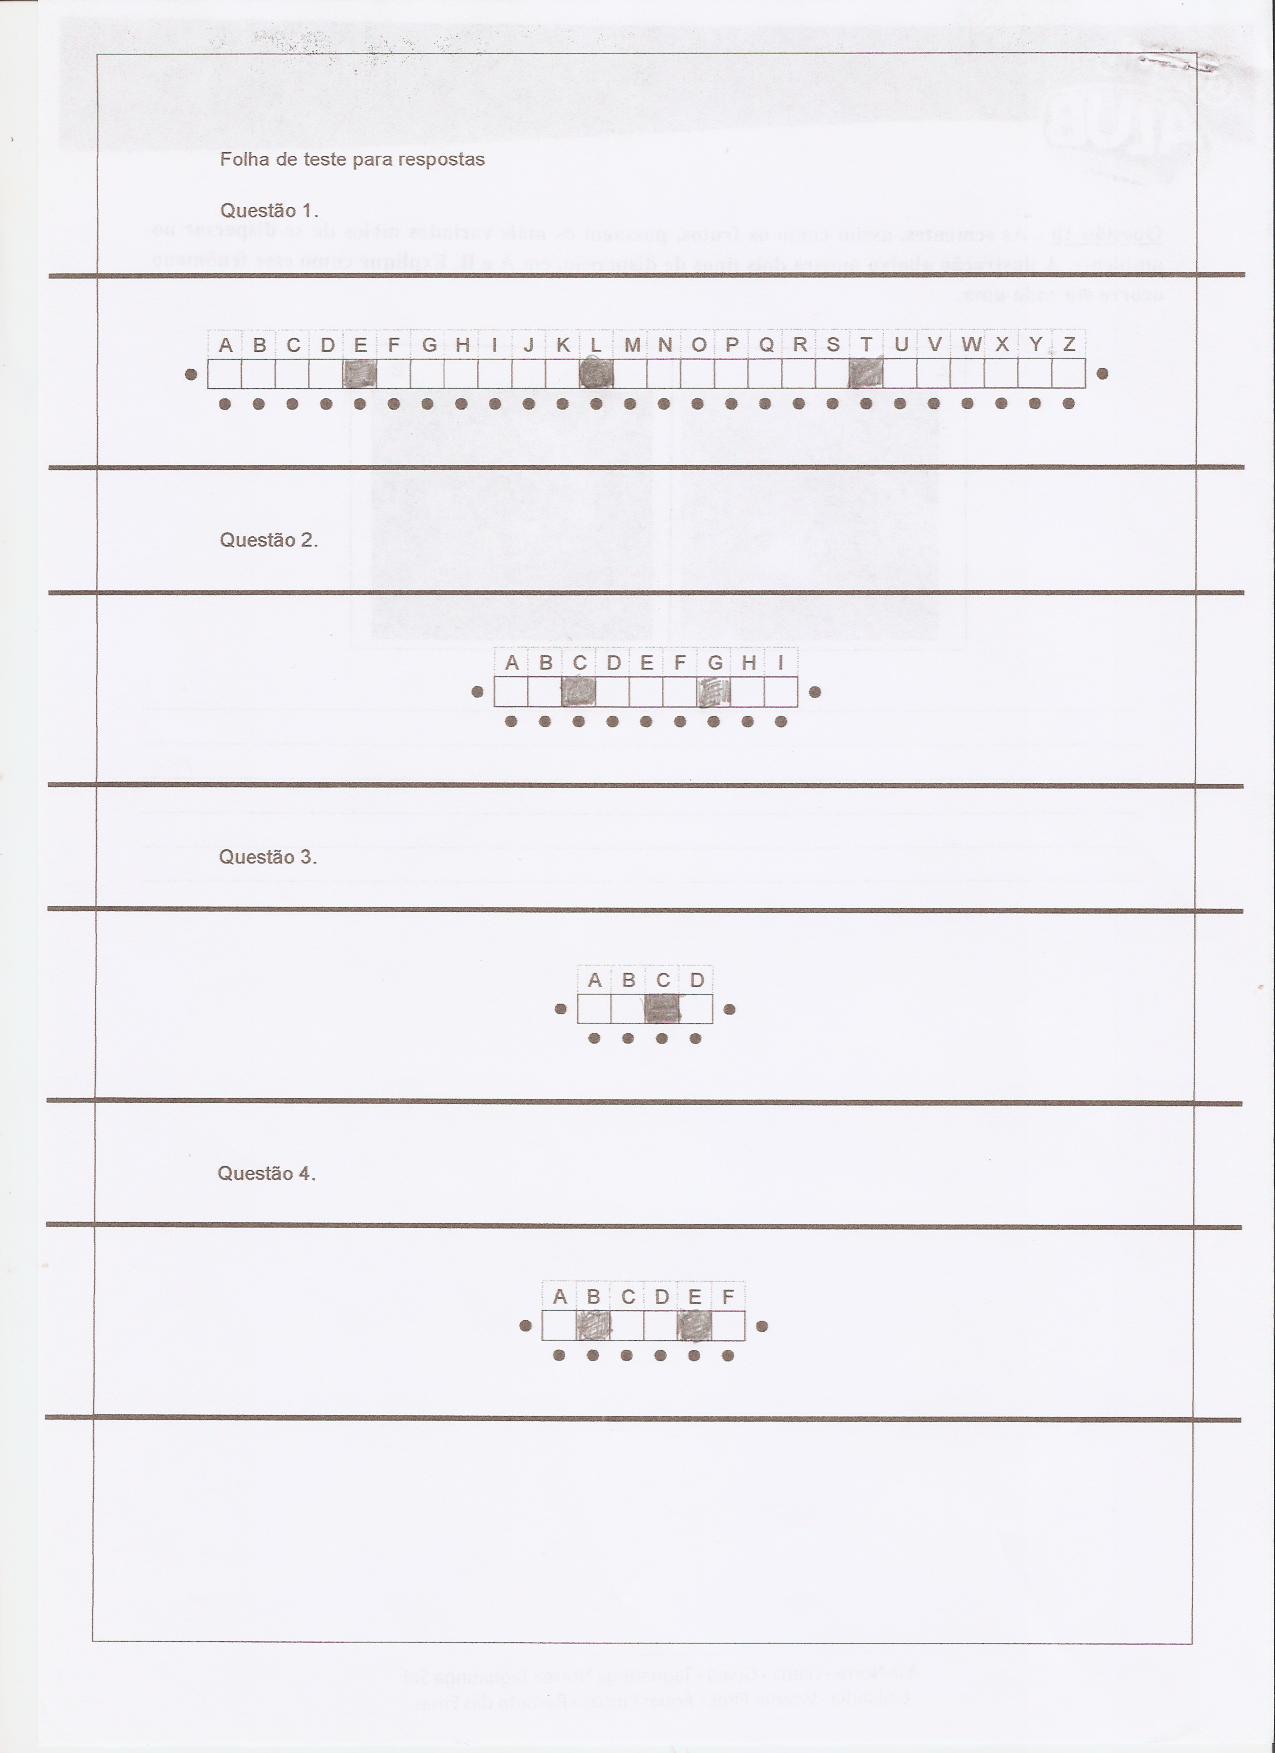 Folha de teste para respostas
Questão 1.
A B C D E F G H I J K L M N O P Q R S T U V W X Y Z
Questão 2.
A B C D E F G H I
Questão 3.
A B C D
Questão 4.
A B C D E F